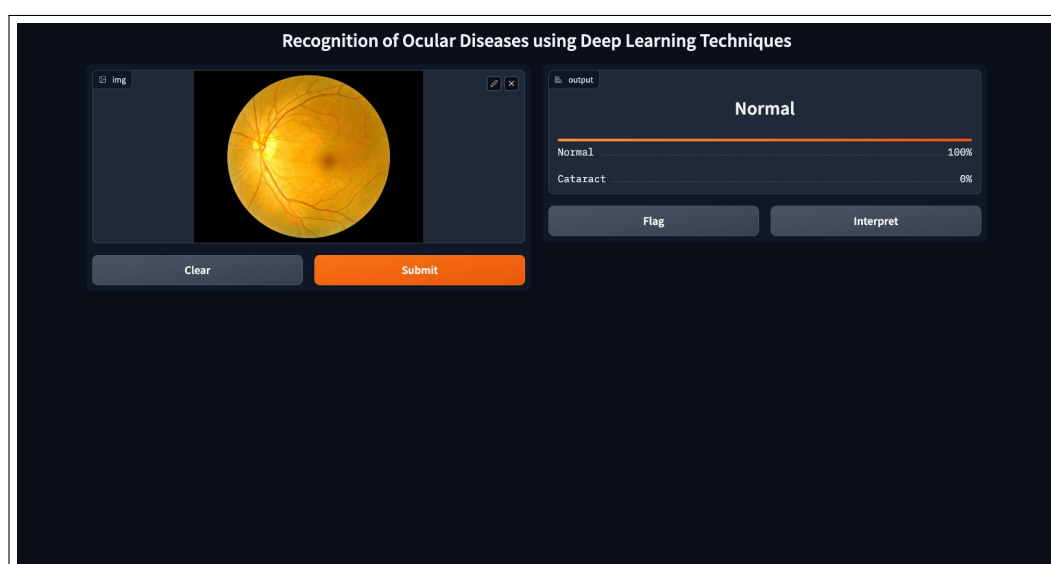 Recognition of Ocular Diseases using Deep Learning Techniques
img
output
Normal
Normal 100%
Cataract 0%
Flag Interpret
Clear Submit